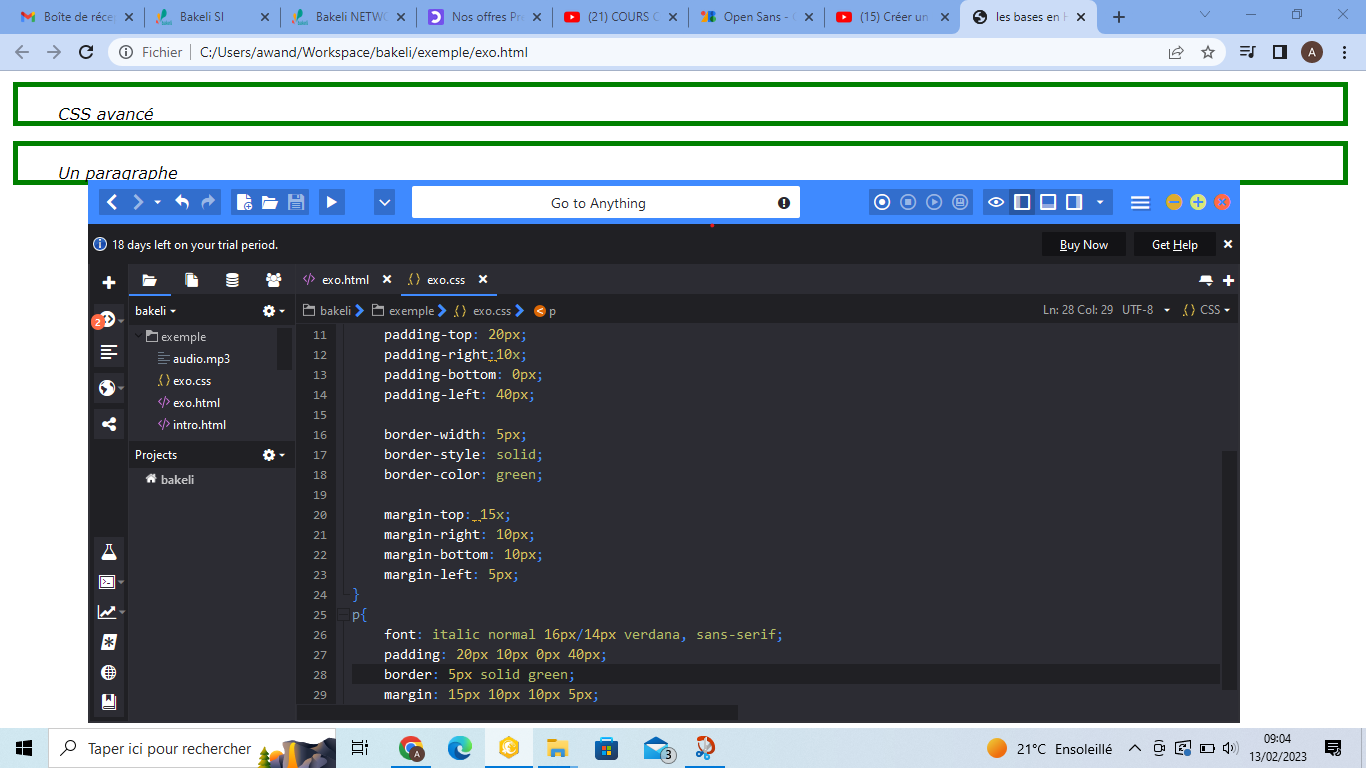 Boîte de réce
Bakeli SI
Bakeli NETW
Nos offres Pr
(21) COURS C
Open Sans -
(15) Créer un
les bases en H
Fichier
C:/Users/awand/Workspace/bakeli/exemple/exo.html
A
CSS avancé
Un paragraphe
Go to Anything
18 days left on your trial period.
Buy Now
Get Help
exo.html
exo.css
bakeli
bakeli
exemple
exo.css
p
Ln: 28 Col: 29
UTF-8
CSS
2
exemple
audio.mp3
exo.css
exo.html
intro.html
Projects
bakeli
11 padding-top: 20px;
12 padding-right:10x;
13 padding-bottom: 0px;
14 padding-left: 40px;
15
16 border-width: 5px;
17 border-style: solid;
18 border-color: green;
19
20 margin-top: 15x;
21 margin-right: 10px;
22 margin-bottom: 10px;
23 margin-left: 5px;
24 }
25 p{
26 font: italic normal 16px/14px verdana, sans-serif;
27 padding: 20px 10px 0px 40px;
28 border: 5px solid green;
29 margin: 15px 10px 10px 5px;
Taper ici pour rechercher
A
3
21°C Ensoleillé
09:04
13/02/2023